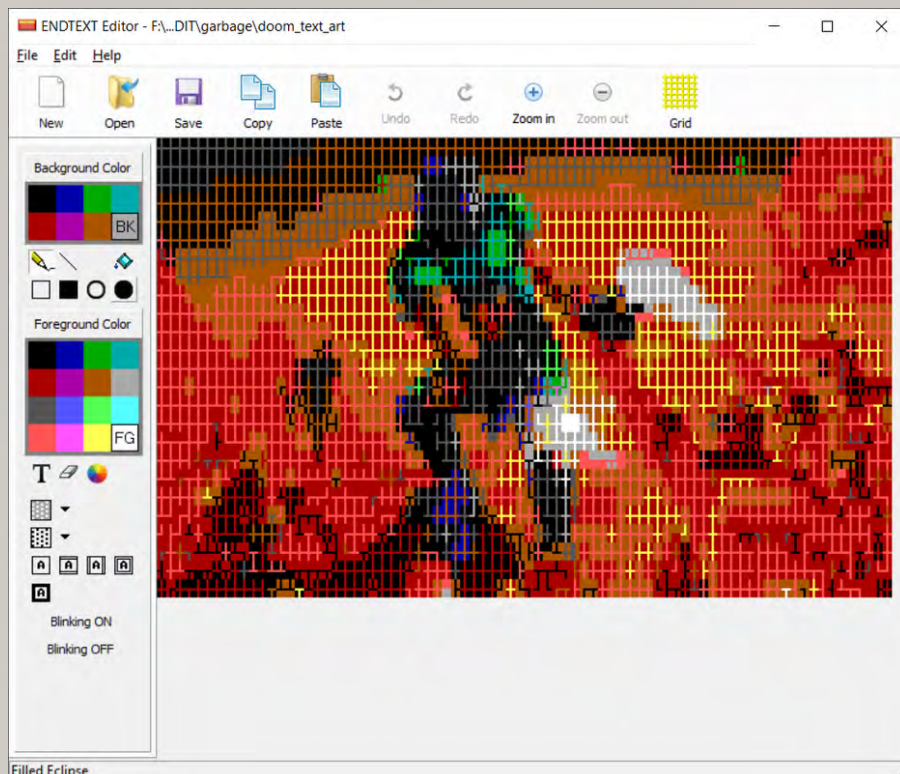 ENDTEXT Editor - F:\...DIT\garbage\doom_text_art
File Edit Help
New Open Save Copy Paste Undo Redo Zoom in Zoom out Grid
Background Color
BK
Foreground Color
FG
T
A A A A
A
Blinking ON
Blinking OFF
Filled Eclipse